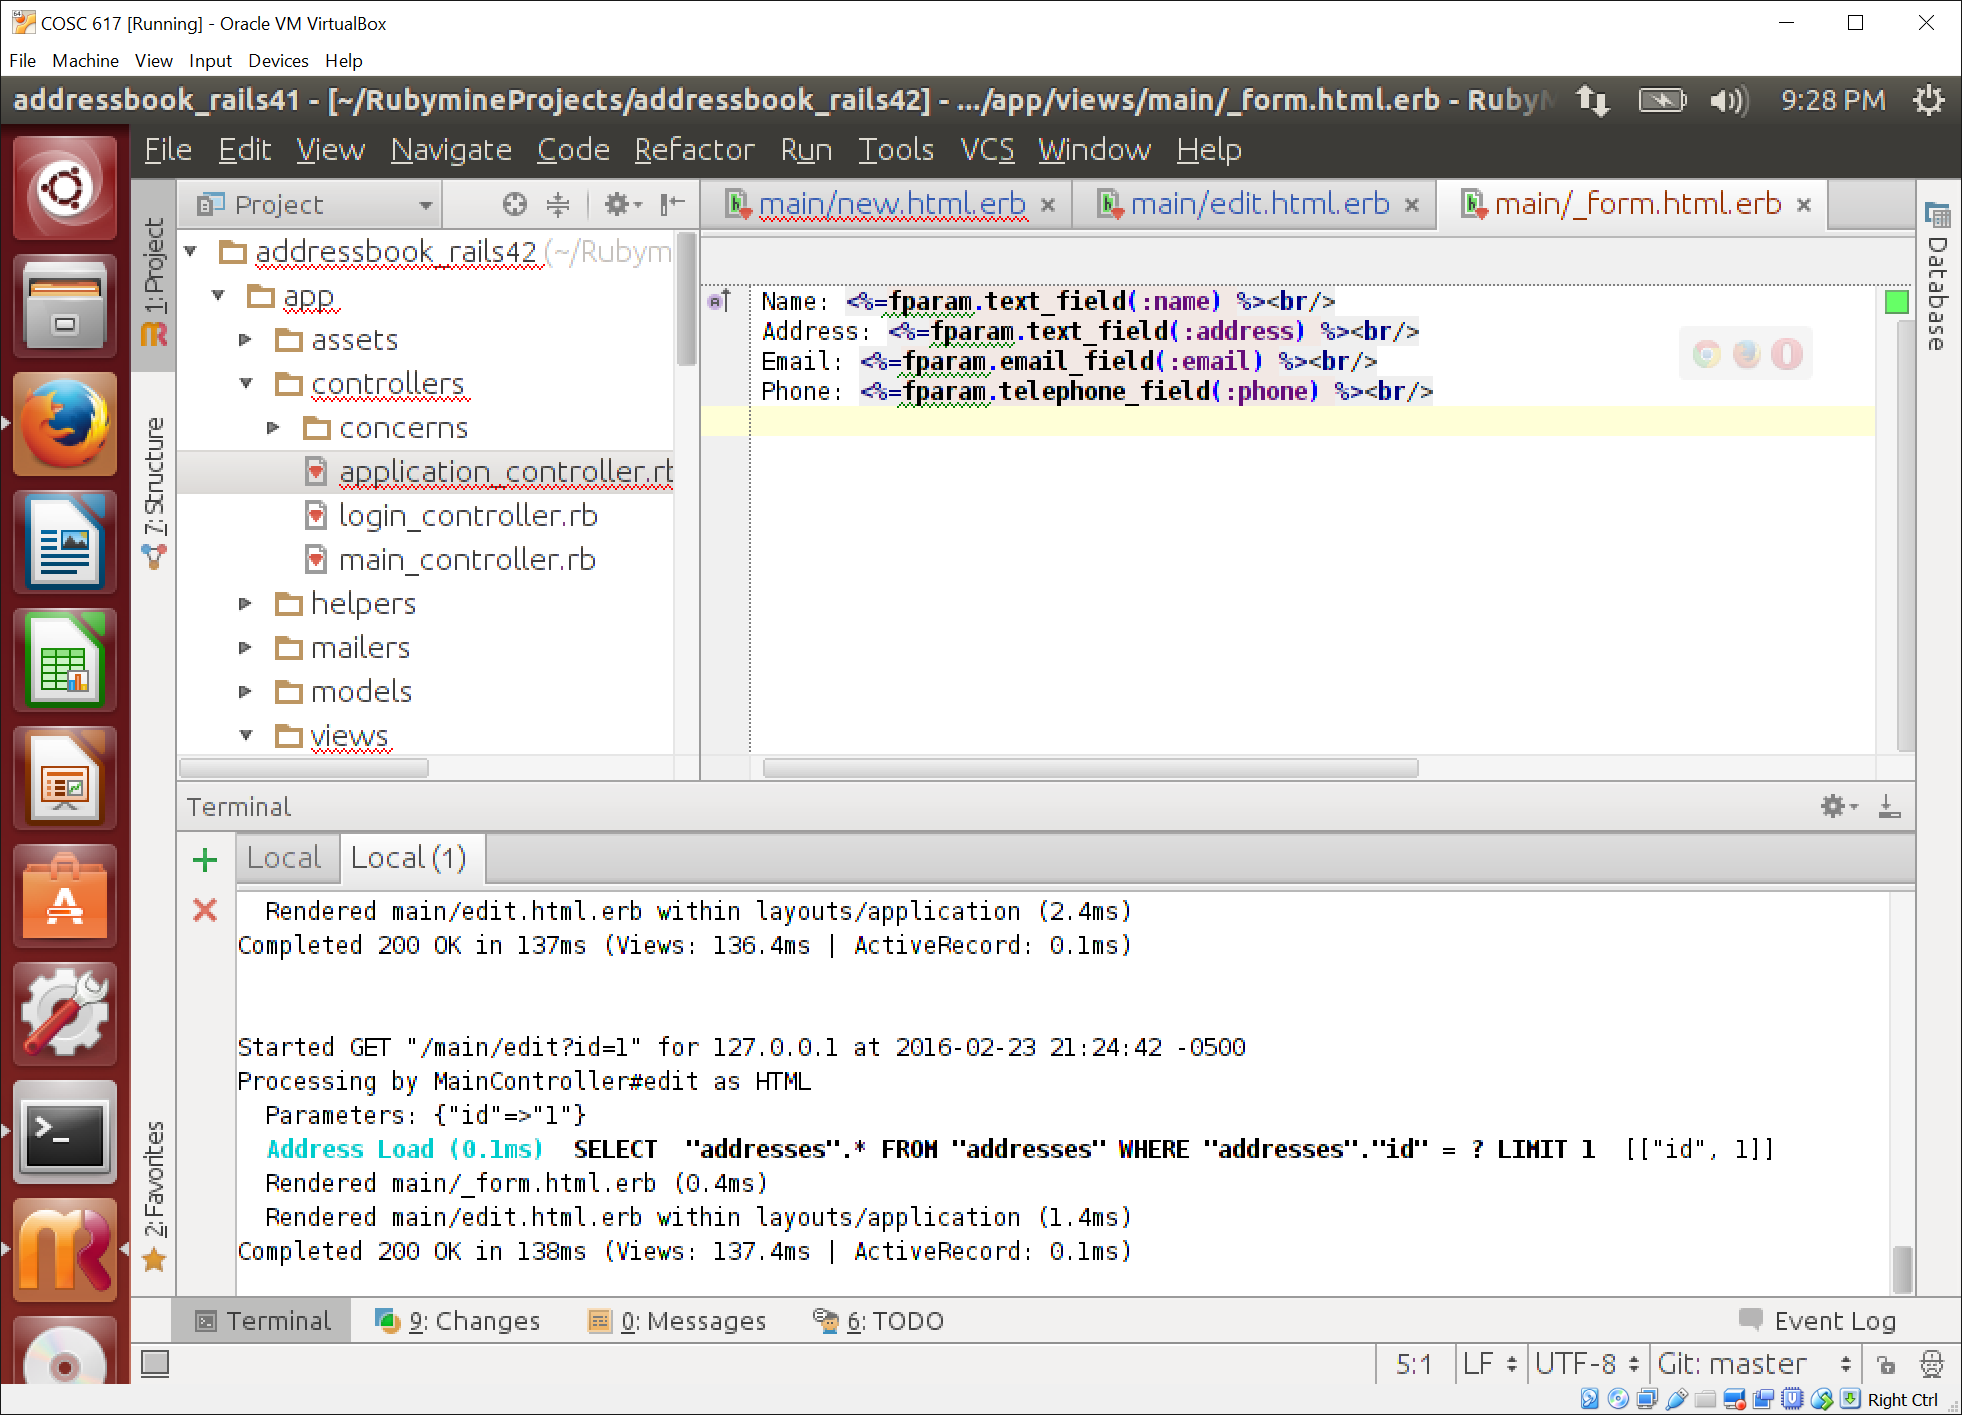 COSC 617 [Running] - Oracle VM VirtualBox
File Machine View Input Devices Help
addressbook_rails41 - [~/RubymineProjects/addressbook_rails42] - .../app/views/main/_form.html.erb - RubyM 9:28 PM
File Edit View Navigate Code Refactor Run Tools VCS Window Help
Project
main/new.html.erb
main/edit.html.erb
main/_form.html.erb
1: Project
7: Structure
2: Favorites
Database
addressbook_rails42 (~/Rubym
app
assets
controllers
concerns
application_controller.rb
login_controller.rb
main_controller.rb
helpers
mailers
models
views
Name: <%=fparam.text_field(:name) %><br/>
Address: <%=fparam.text_field(:address) %><br/>
Email: <%=fparam.email_field(:email) %><br/>
Phone: <%=fparam.telephone_field(:phone) %><br/>
Terminal
Local Local (1)
Rendered main/edit.html.erb within layouts/application (2.4ms)
Completed 200 OK in 137ms (Views: 136.4ms | ActiveRecord: 0.1ms)
Started GET "/main/edit?id=1" for 127.0.0.1 at 2016-02-23 21:24:42 -0500
Processing by MainController#edit as HTML
Parameters: {"id"=>"1"}
Address Load (0.1ms) SELECT "addresses".* FROM "addresses" WHERE "addresses"."id" = ? LIMIT 1 [["id", 1]]
Rendered main/_form.html.erb (0.4ms)
Rendered main/edit.html.erb within layouts/application (1.4ms)
Completed 200 OK in 138ms (Views: 137.4ms | ActiveRecord: 0.1ms)
Terminal 9: Changes 0: Messages 6: TODO Event Log
5:1 LF UTF-8 Git: master
Right Ctrl